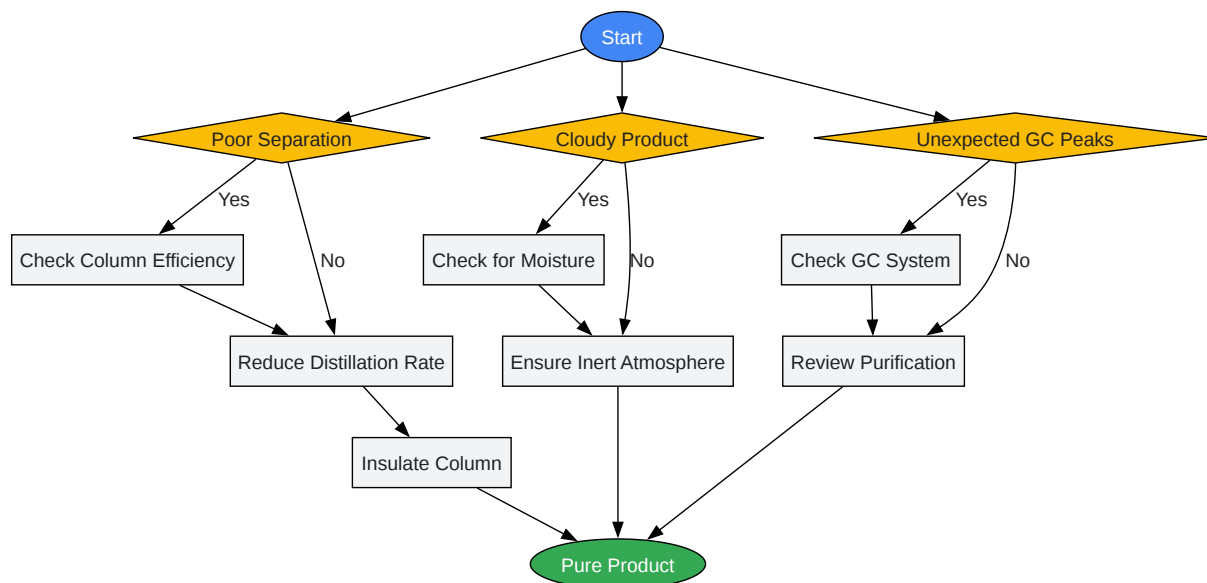 Start
Poor Separation
Cloudy Product
Unexpected GC Peaks
Yes
Yes
Yes
Check Column Efficiency
No
Check for Moisture
No
Check GC System
No
Reduce Distillation Rate
Ensure Inert Atmosphere
Review Purification
Insulate Column
Pure Product